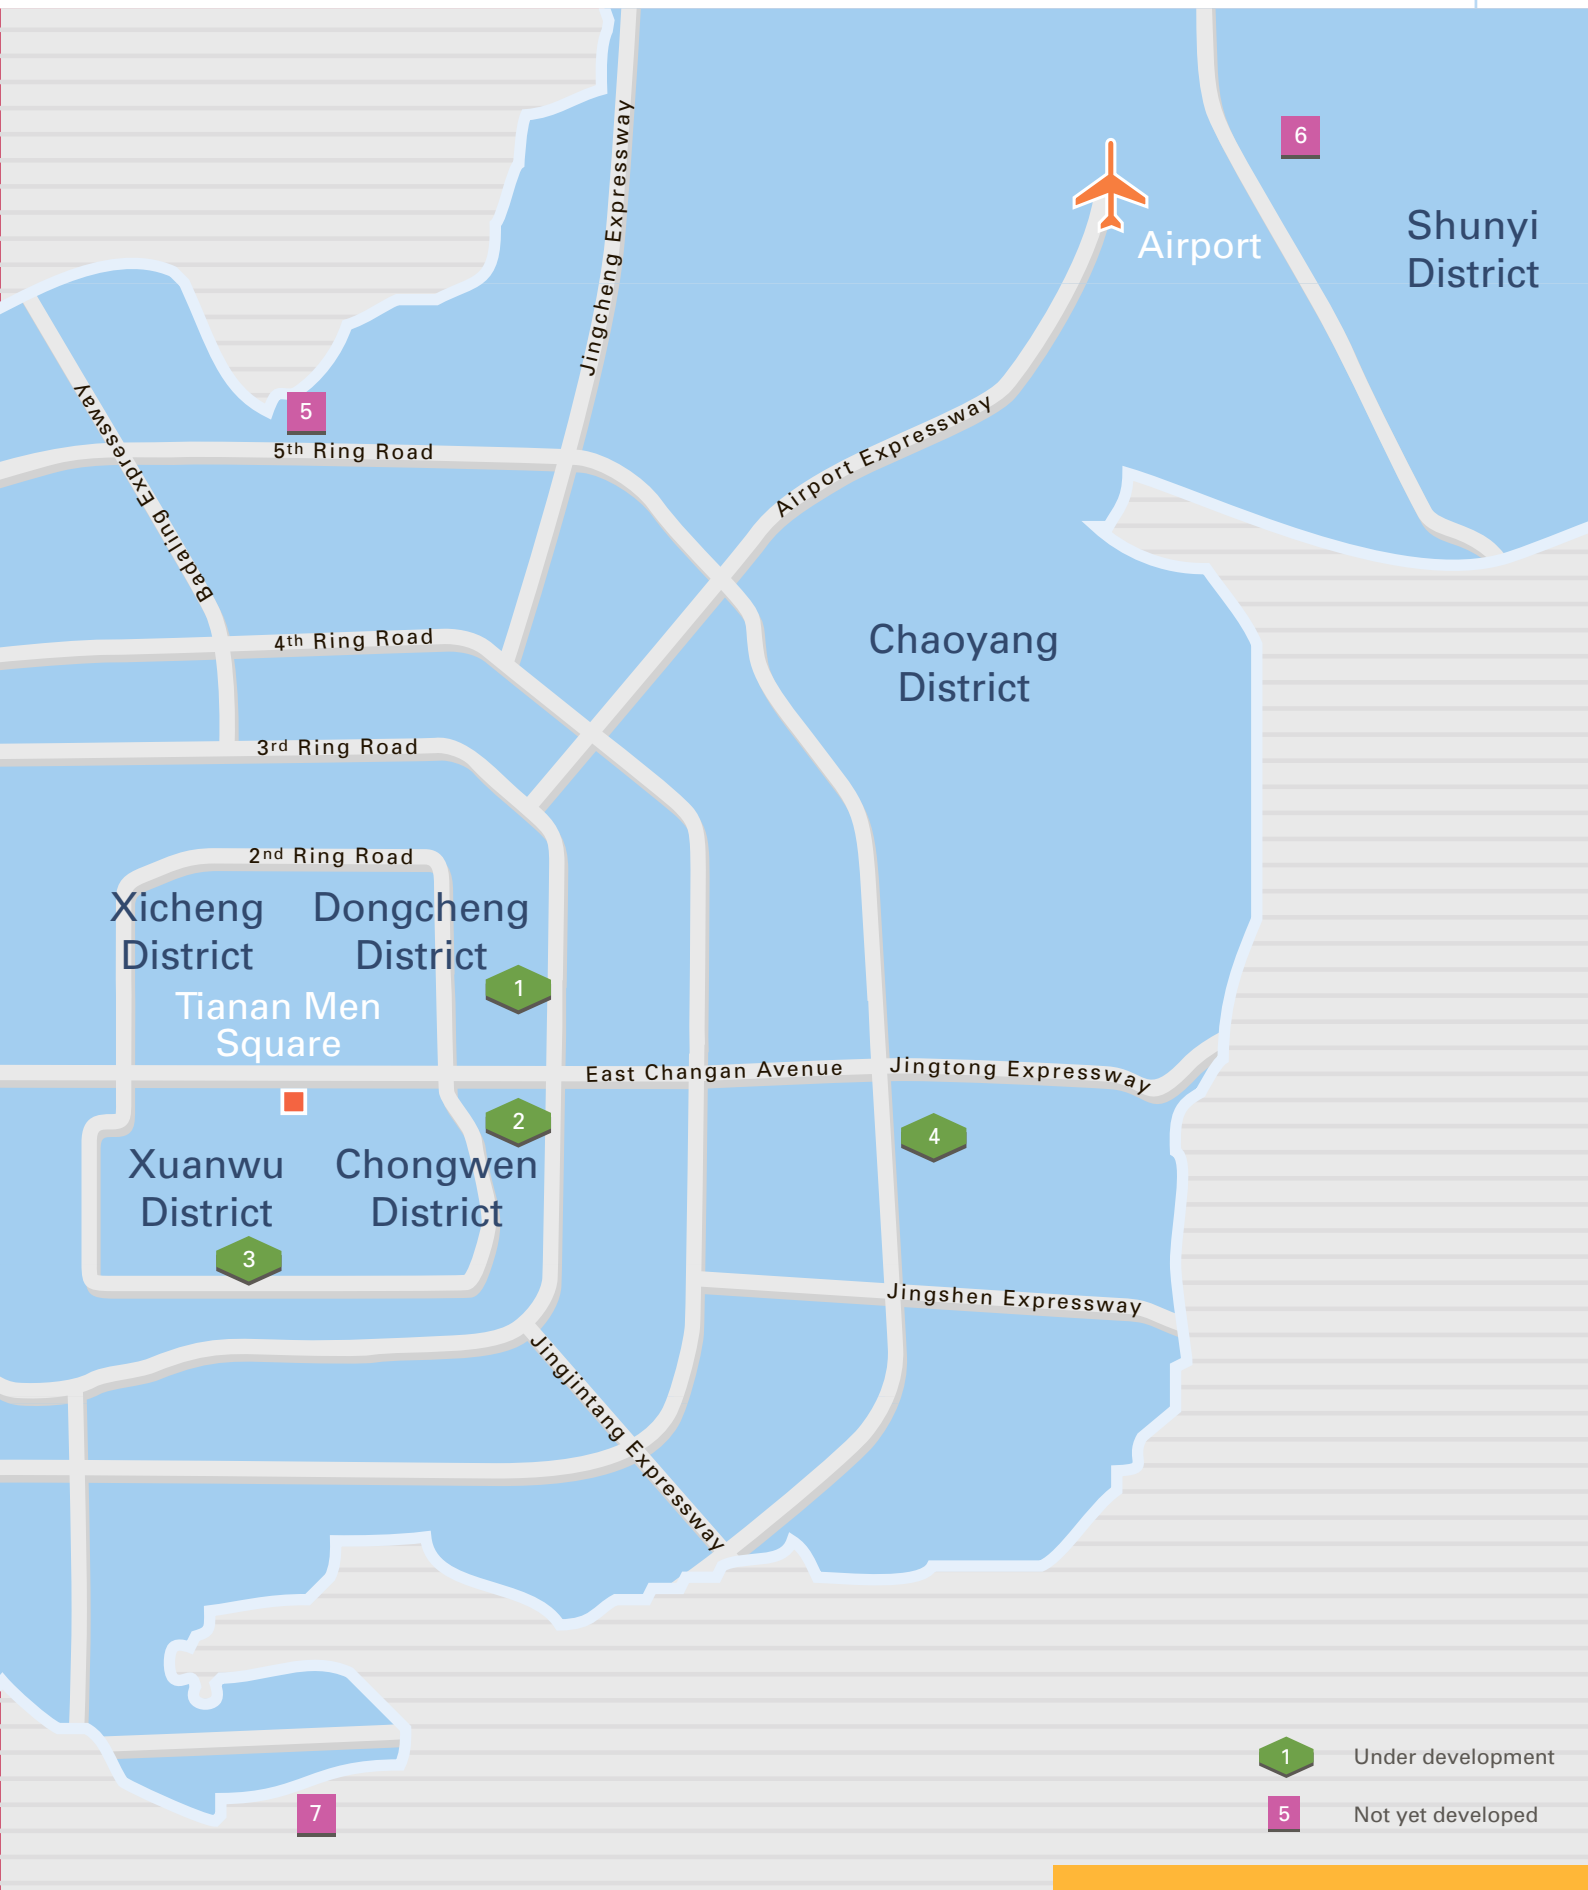 Jingcheng Expressway
6
Airport
Shunyi
District
Badaling Expressway
5
5th Ring Road
Airport Expressway
4th Ring Road
Chaoyang
District
3rd Ring Road
2nd Ring Road
Xicheng
District
Dongcheng
District
1
Tianan Men
Square
East Changan Avenue
Jingtong Expressway
2
4
Xuanwu
District
Chongwen
District
3
Jingshen Expressway
Jingjintang Expressway
1 Under development
7
5 Not yet developed